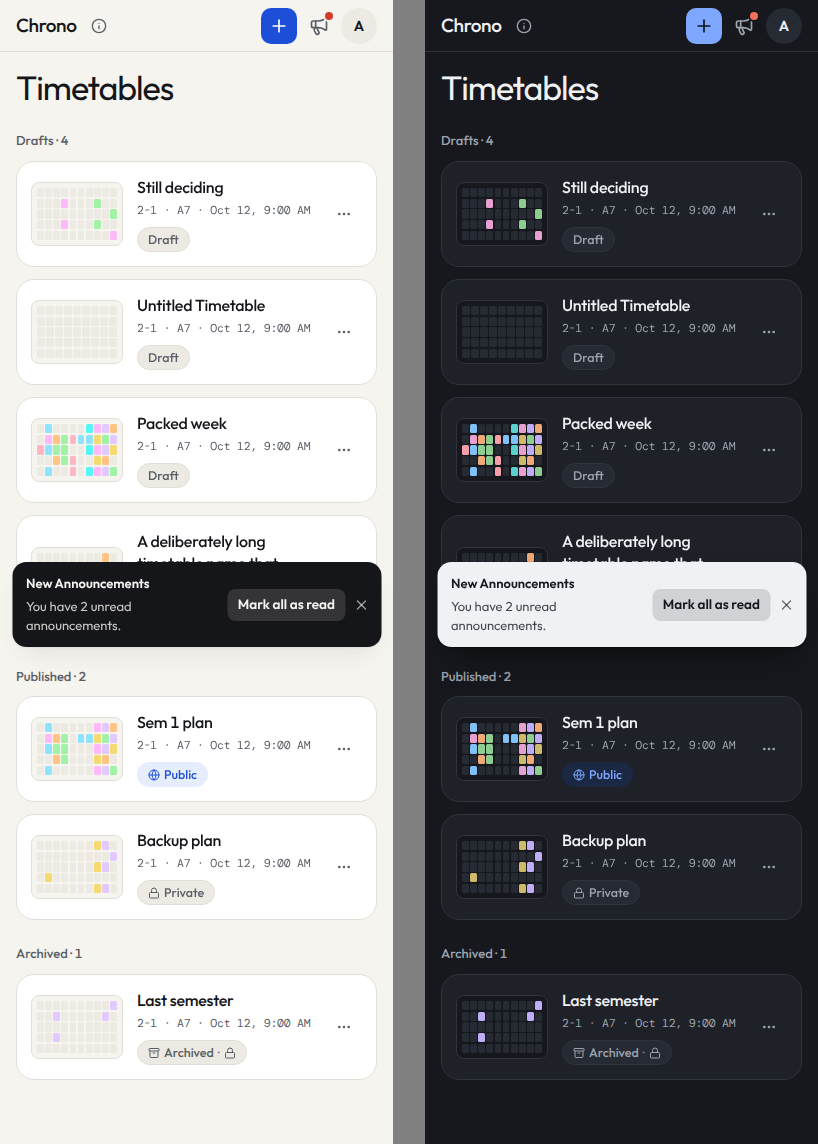 Chrono
A
Timetables
Drafts · 4
Still deciding
2-1 · A7 · Oct 12, 9:00 AM
Draft
Untitled Timetable
2-1 · A7 · Oct 12, 9:00 AM
Draft
Packed week
2-1 · A7 · Oct 12, 9:00 AM
Draft
A deliberately long
timetable name that
New Announcements
You have 2 unread
announcements.
Mark all as read
Published · 2
Sem 1 plan
2-1 · A7 · Oct 12, 9:00 AM
Public
Backup plan
2-1 · A7 · Oct 12, 9:00 AM
Private
Archived · 1
Last semester
2-1 · A7 · Oct 12, 9:00 AM
Archived ·
Chrono
A
Timetables
Drafts · 4
Still deciding
2-1 · A7 · Oct 12, 9:00 AM
Draft
Untitled Timetable
2-1 · A7 · Oct 12, 9:00 AM
Draft
Packed week
2-1 · A7 · Oct 12, 9:00 AM
Draft
A deliberately long
timetable name that
New Announcements
You have 2 unread
announcements.
Mark all as read
Published · 2
Sem 1 plan
2-1 · A7 · Oct 12, 9:00 AM
Public
Backup plan
2-1 · A7 · Oct 12, 9:00 AM
Private
Archived · 1
Last semester
2-1 · A7 · Oct 12, 9:00 AM
Archived ·